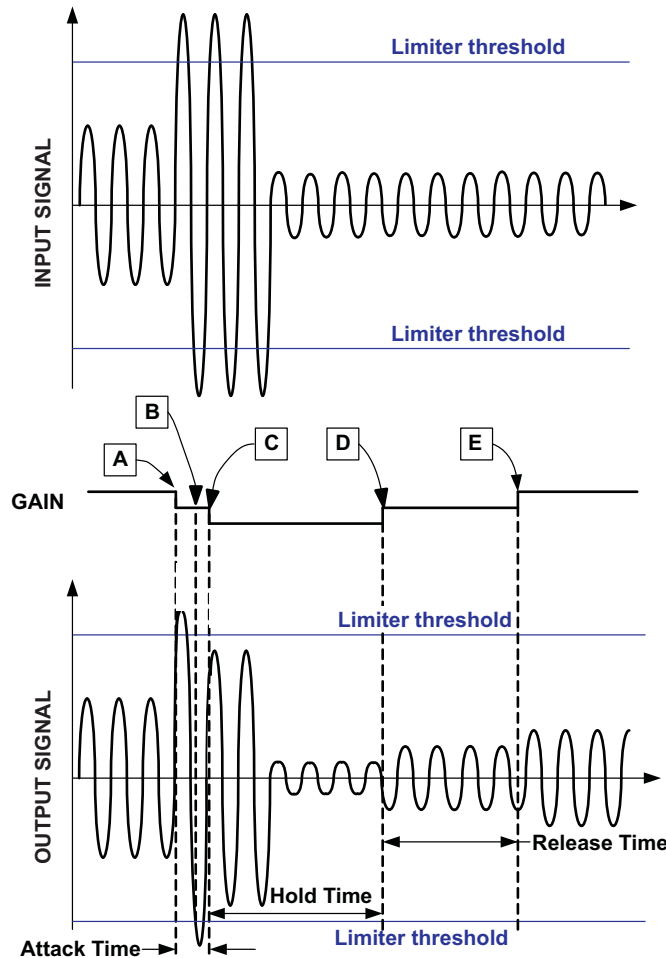 Limiter threshold
INPUT SIGNAL
Limiter threshold
B
C
D
E
A
GAIN
Limiter threshold
OUTPUT SIGNAL
Release Time
Hold Time
Limiter threshold
Attack Time